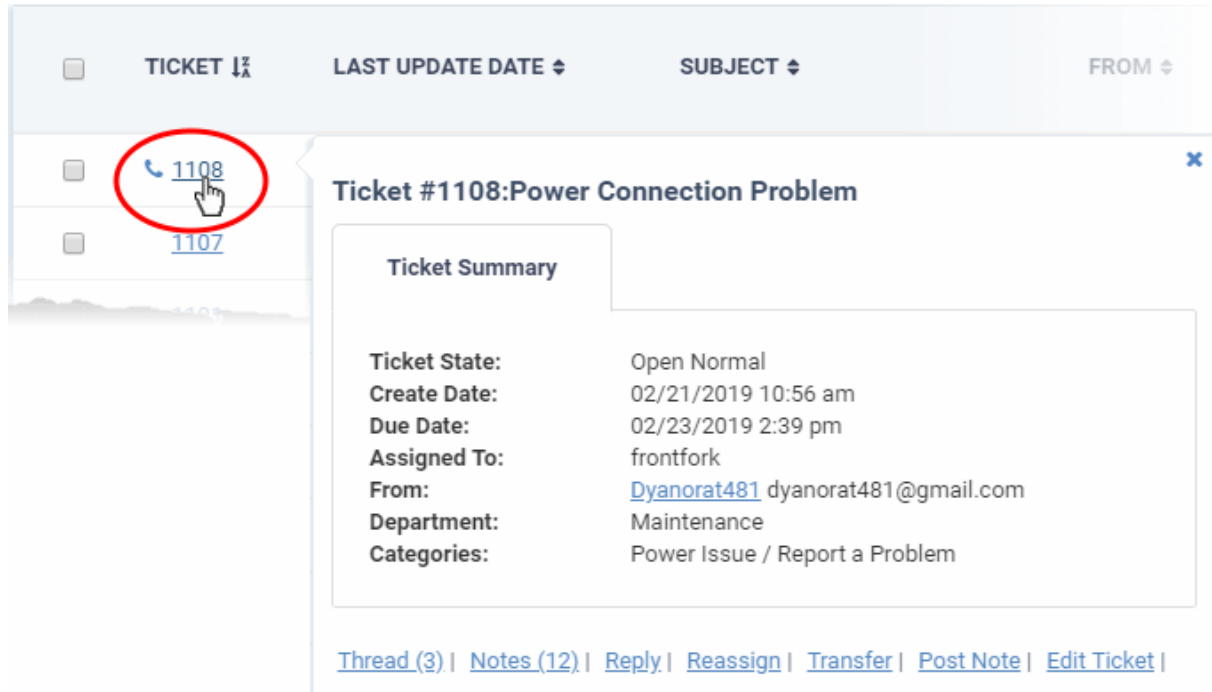 TICKET LAST UPDATE DATE SUBJECT FROM
1108
Ticket #1108:Power Connection Problem
1107
Ticket Summary
Ticket State: Open Normal
Create Date: 02/21/2019 10:56 am
Due Date: 02/23/2019 2:39 pm
Assigned To: frontfork
From: Dyanorat481 dyanorat481@gmail.com
Department: Maintenance
Categories: Power Issue / Report a Problem
Thread (3) | Notes (12) | Reply | Reassign | Transfer | Post Note | Edit Ticket |